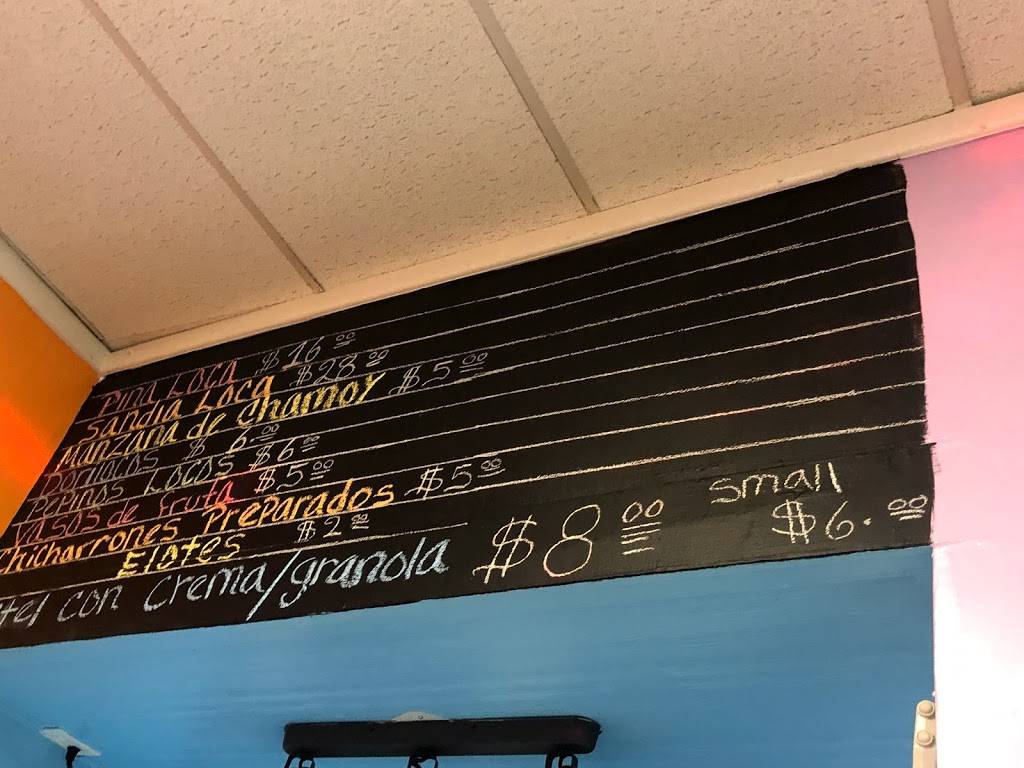 Piña Loca $16.00
Sandia Loca $28.00
Manzana de chamoy $5.00
Dorilocos $ 6.00
Pepinos Locos $6.00
Vasos de fruta $5.00
Chicharrones Preparados $5.00
Elotes $2.00
tel con crema/granola $8.00 small $6.00